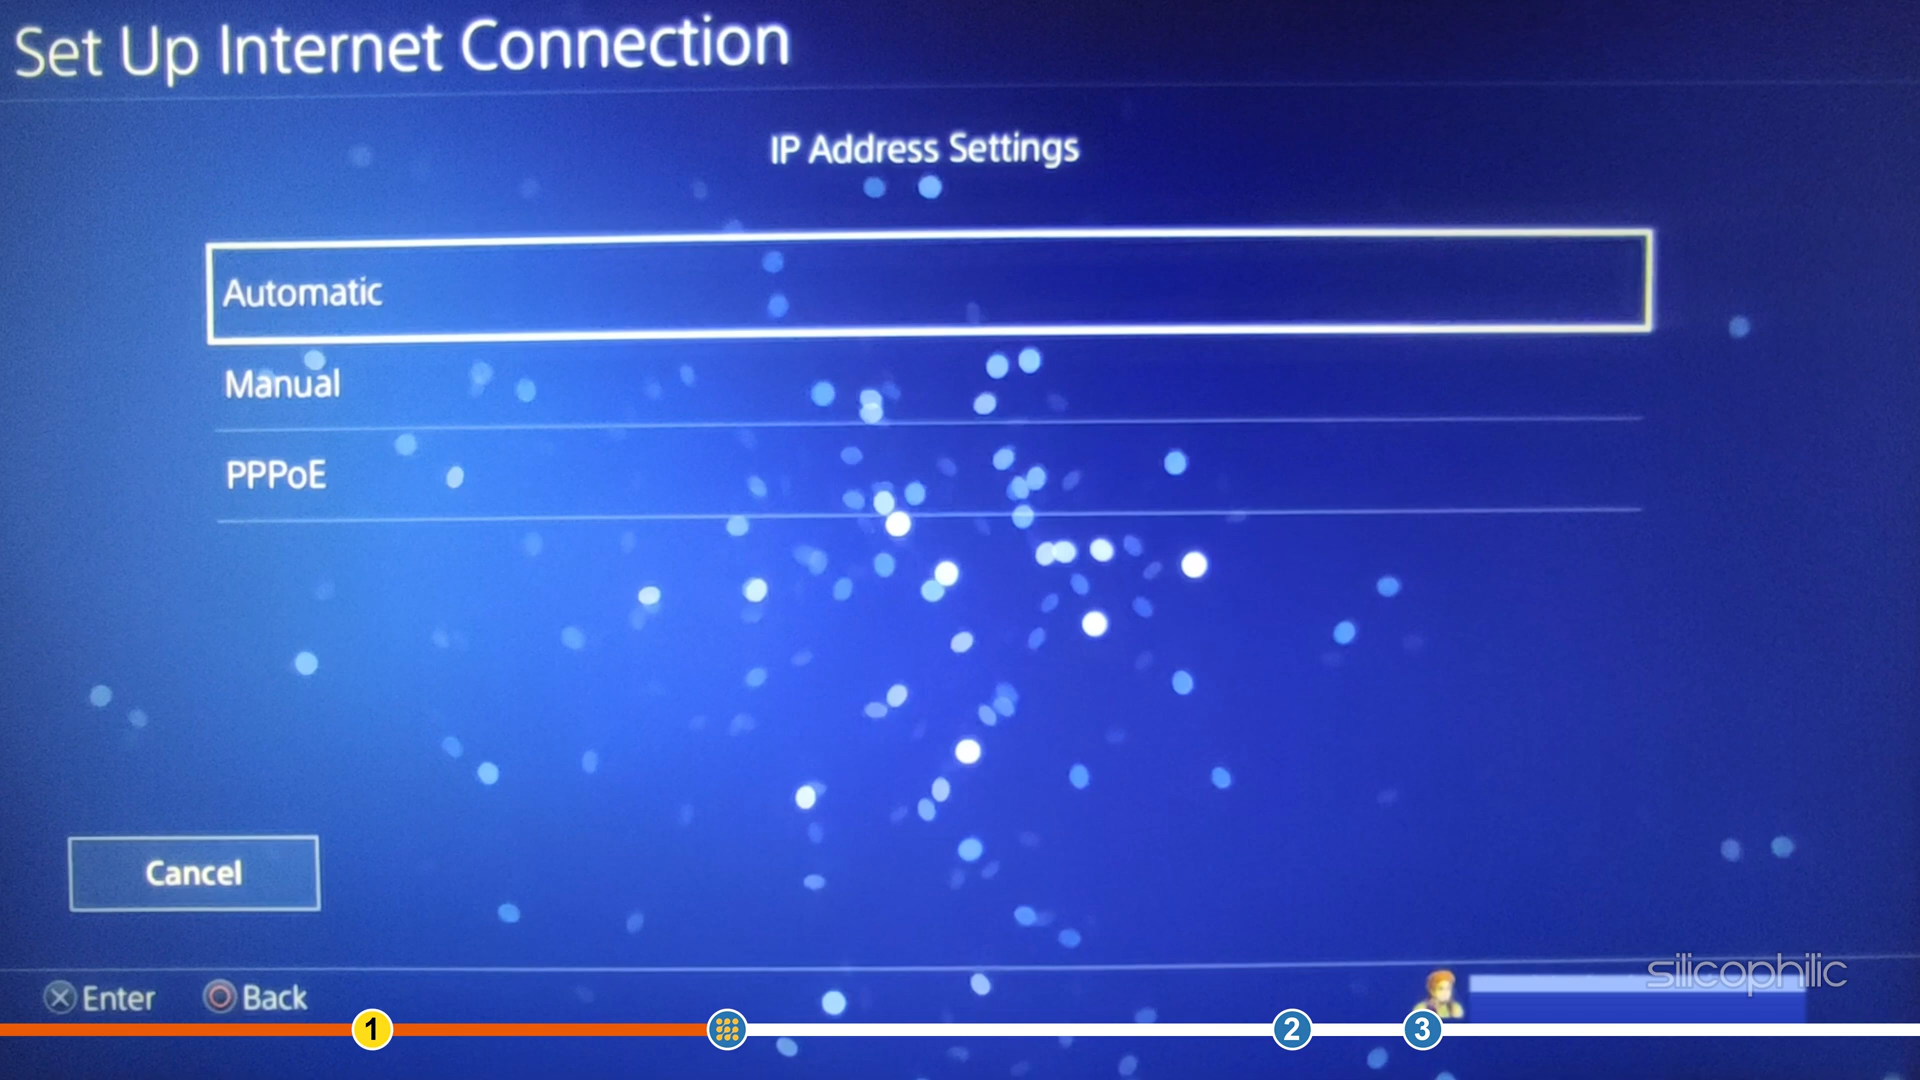 Set Up Internet Connection
IP Address Settings
Automatic
Manual
PPPoE
Cancel
Enter
Back
silicophilic
1
2
3